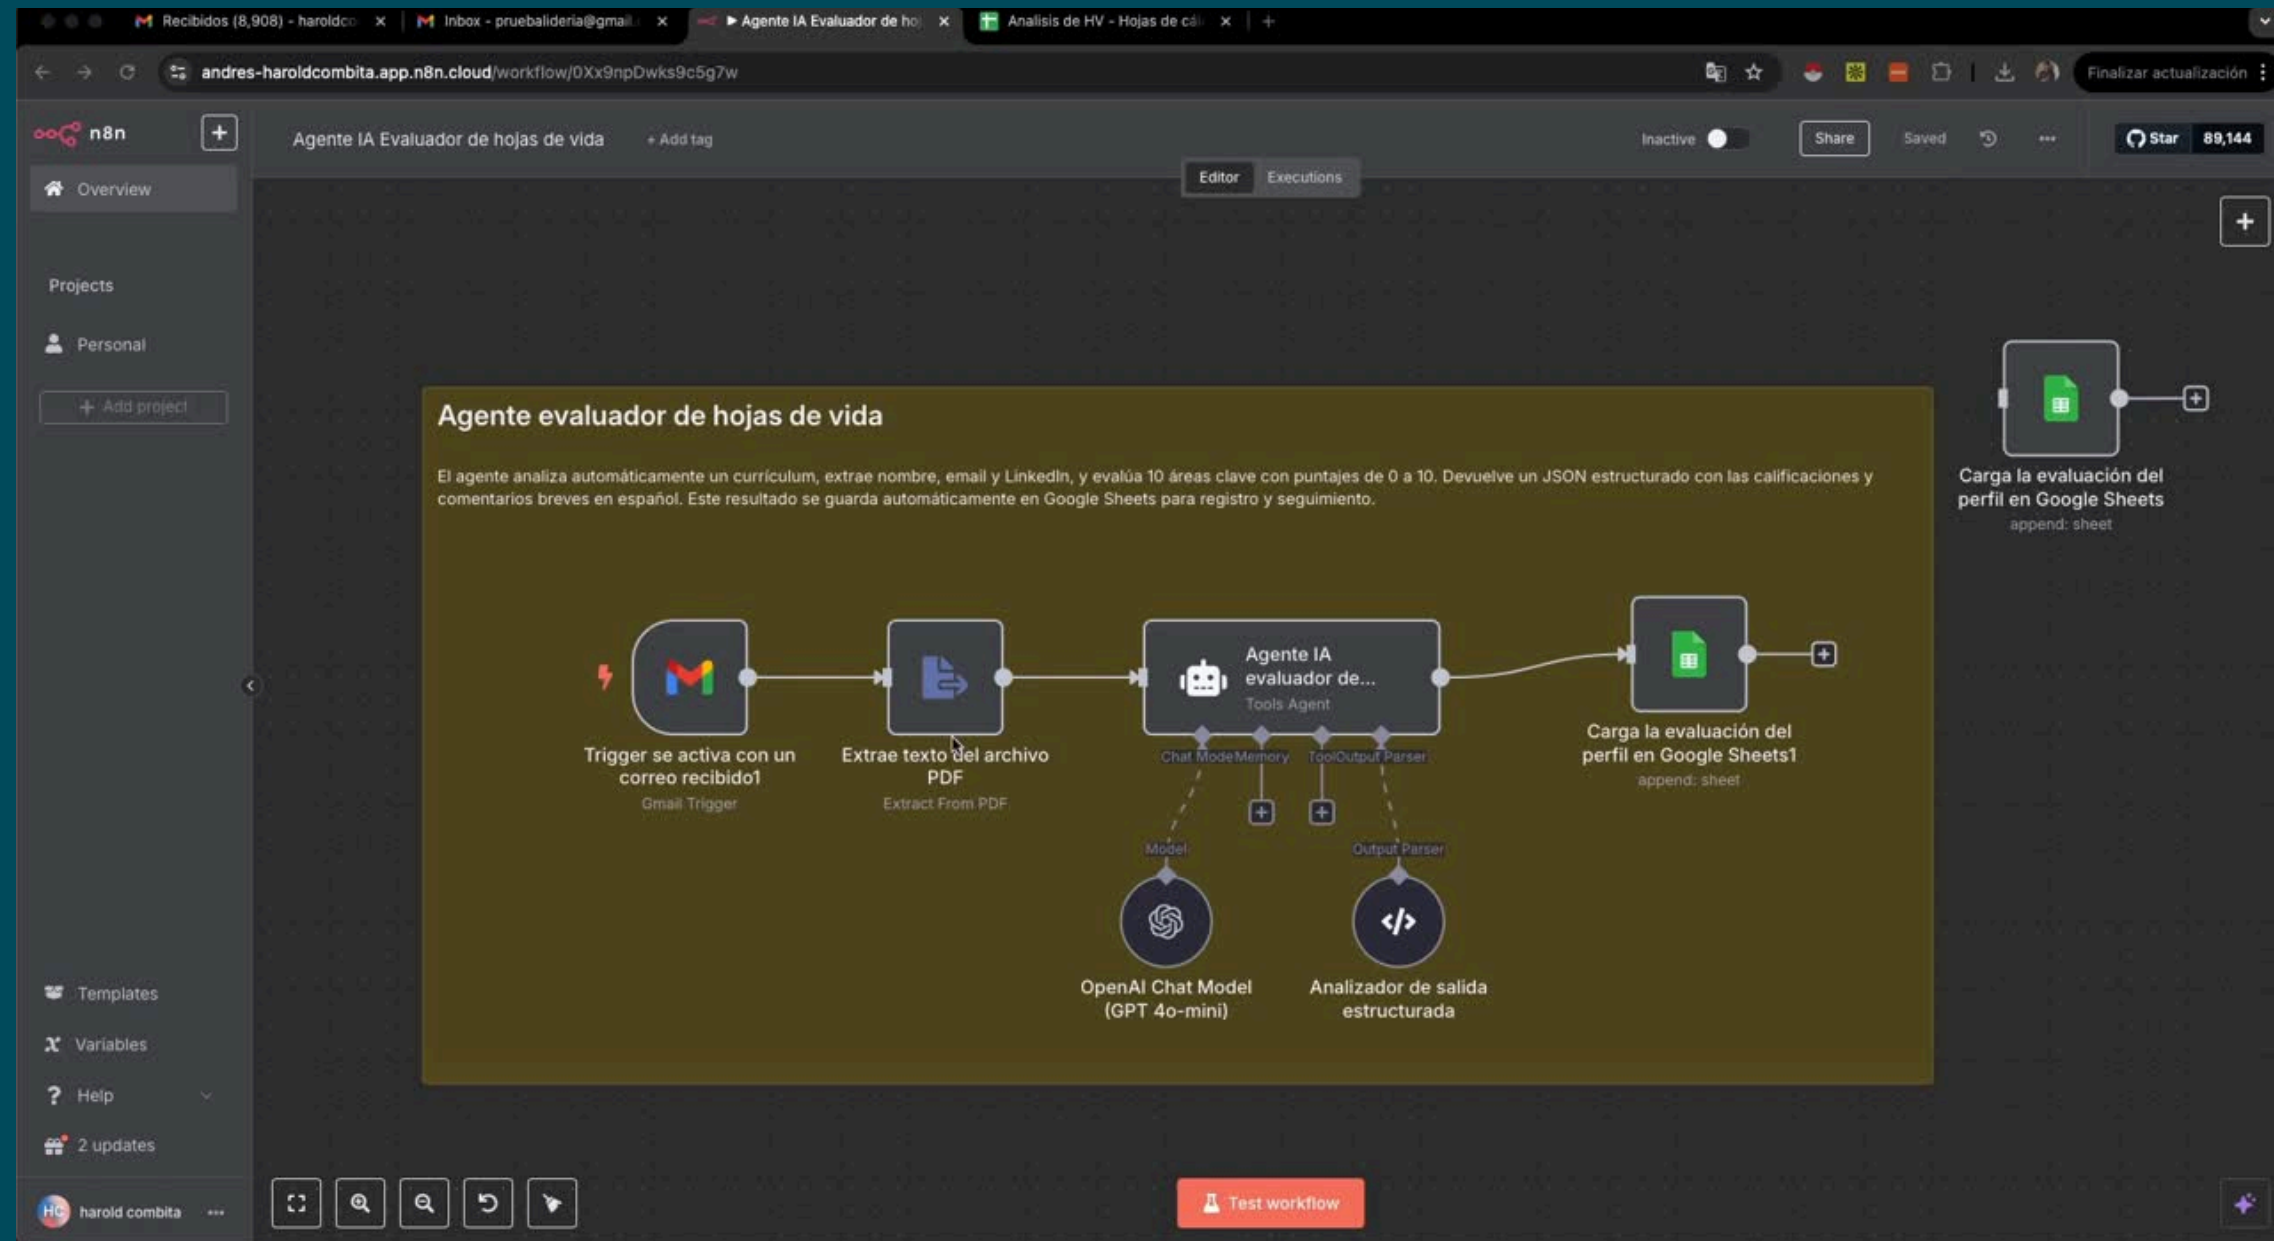 Recibidos (8,908) - haroldco
Inbox - pruebalideria@gmail.
Agente IA Evaluador de ho
Analisis de HV - Hojas de cál
andres-haroldcombita.app.n8n.cloud/workflow/0Xx9npDwks9c5g7w
Finalizar actualización
n8n
Agente IA Evaluador de hojas de vida
+ Add tag
Inactive
Share
Saved
Star
89,144
Editor
Executions
Overview
Projects
Personal
+ Add project
Agente evaluador de hojas de vida
El agente analiza automáticamente un currículum, extrae nombre, email y LinkedIn, y evalúa 10 áreas clave con puntajes de 0 a 10. Devuelve un JSON estructurado con las calificaciones y
comentarios breves en español. Este resultado se guarda automáticamente en Google Sheets para registro y seguimiento.
Carga la evaluación del
perfil en Google Sheets
append: sheet
Trigger se activa con un
correo recibido1
Gmail Trigger
Extrae texto del archivo
PDF
Extract From PDF
Agente IA
evaluador de...
Tools Agent
Chat Mode
Memory
Tool
Output Parser
Carga la evaluación del
perfil en Google Sheets1
append: sheet
Model
Output Parser
OpenAI Chat Model
(GPT 4o-mini)
Analizador de salida
estructurada
Templates
Variables
Help
2 updates
HC
harold combita
Test workflow